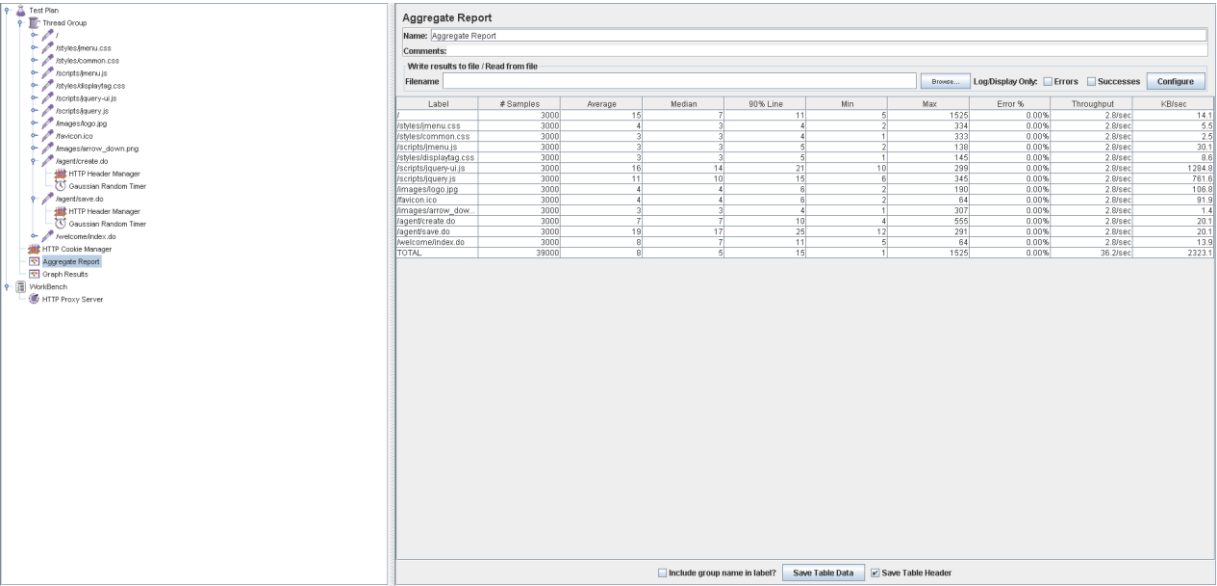 Test Plan
Thread Group
/
/styles/jmenu.css
/styles/common.css
/scripts/jmenu.js
/styles/displaytag.css
/scripts/jquery-ui.js
/scripts/jquery.js
/images/logo.jpg
/favicon.ico
/images/arrow_down.png
/agent/create.do
HTTP Header Manager
Gaussian Random Timer
/agent/save.do
HTTP Header Manager
Gaussian Random Timer
/welcome/index.do
HTTP Cookie Manager
Aggregate Report
Graph Results
WorkBench
HTTP Proxy Server
Aggregate Report
Name: Aggregate Report
Comments:
Write results to file / Read from file
Filename Browse... Log/Display Only: Errors Successes Configure
Label # Samples Average Median 90% Line Min Max Error % Throughput KB/sec
/ 3000 15 7 11 5 1525 0.00% 2.8/sec 14.1
/styles/jmenu.css 3000 4 3 4 2 334 0.00% 2.8/sec 5.5
/styles/common.css 3000 3 3 4 1 333 0.00% 2.8/sec 2.5
/scripts/jmenu.js 3000 3 3 5 2 138 0.00% 2.8/sec 30.1
/styles/displaytag.css 3000 3 3 5 1 145 0.00% 2.8/sec 8.6
/scripts/jquery-ui.js 3000 16 14 21 10 299 0.00% 2.8/sec 1284.8
/scripts/jquery.js 3000 11 10 15 6 345 0.00% 2.8/sec 761.6
/images/logo.jpg 3000 4 4 6 2 190 0.00% 2.8/sec 106.8
/favicon.ico 3000 4 4 6 2 64 0.00% 2.8/sec 91.9
/images/arrow_dow... 3000 3 3 4 1 307 0.00% 2.8/sec 1.4
/agent/create.do 3000 7 7 10 4 555 0.00% 2.8/sec 20.1
/agent/save.do 3000 19 17 25 12 291 0.00% 2.8/sec 20.1
/welcome/index.do 3000 8 7 11 5 64 0.00% 2.8/sec 13.9
TOTAL 39000 8 5 15 1 1525 0.00% 36.2/sec 2323.1
Include group name in label? Save Table Data Save Table Header